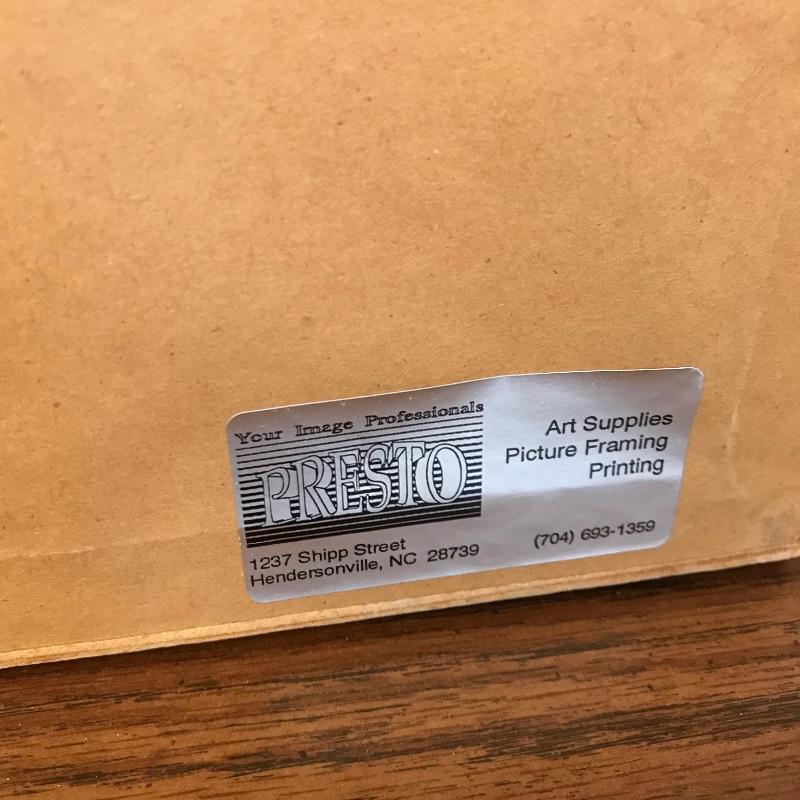 Your Image Professionals
PRESTO
1237 Shipp Street
Hendersonville, NC 28739
Art Supplies
Picture Framing
Printing
(704) 693-1359